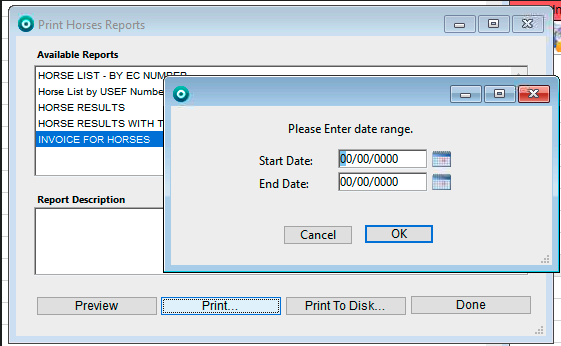 Print Horses Reports
Available Reports
HORSE LIST - BY EC NUMBER
Horse List by USEF Numbe
HORSE RESULTS
HORSE RESULTS WITH T
INVOICE FOR HORSES
Please Enter date range.
Start Date: 00/00/0000
End Date: 00/00/0000
Cancel OK
Report Description
Preview Print... Print To Disk... Done